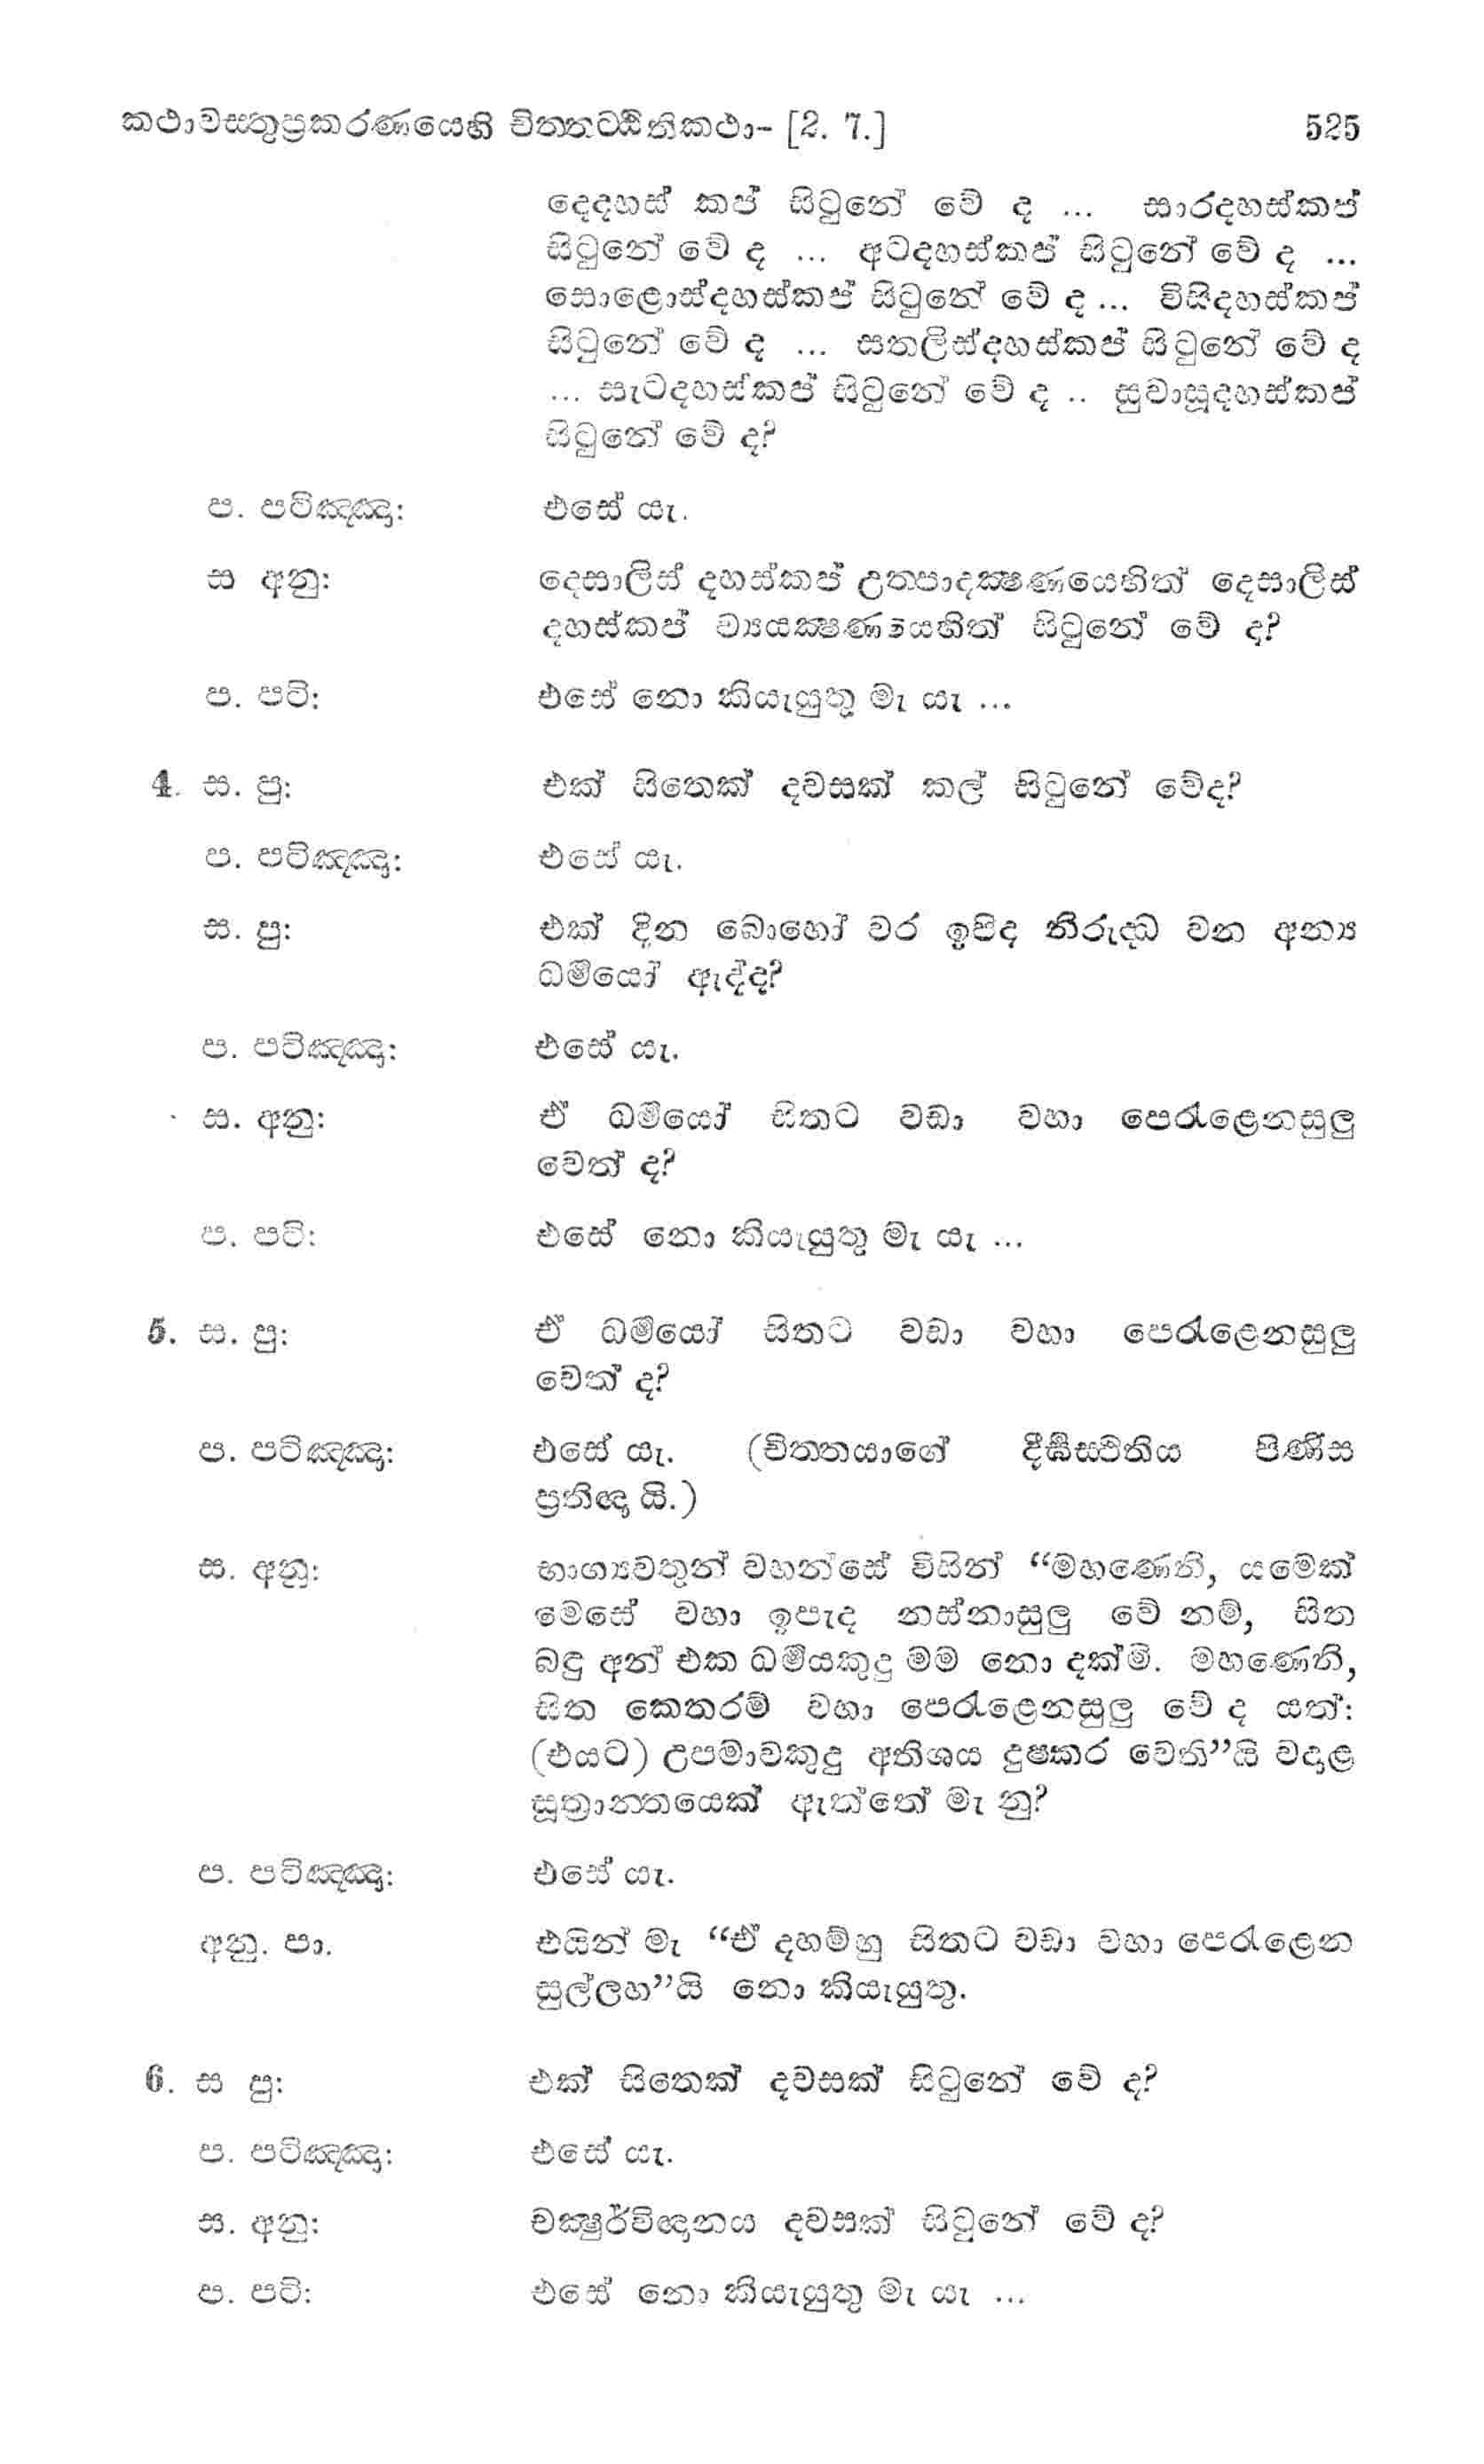 කථාවස්තුප්‍රකරණයෙහි චිත්තට්ඨිතිකථා- [2. 7.] 525
දෙදහස් කප් සිටුනේ වේ ද ... සාරදහස්කප්
සිටුනේ වේ ද ... අටදහස්කප් සිටුනේ වේ ද ...
සොළොස්දහස්කප් සිටුනේ වේ ද ... විසිදහස්කප්
සිටුනේ වේ ද ... සතලිස්දහස්කප් සිටුනේ වේ ද
... සැටදහස්කප් සිටුනේ වේ ද .. සුවාසූදහස්කප්
සිටුනේ වේ ද?
ප. පටිඤ්ඤා: එසේ යැ.
ස අනු: දෙසාලිස් දහස්කප් උත්පාදක්‍ෂණයෙහිත් දෙසාලිස්
දහස්කප් ව්‍යයක්‍ෂණයෙහිත් සිටුනේ වේ ද?
ප. පටි: එසේ නො කියැයුතු මැ යැ ...
4. ස. පු: එක් සිතෙක් දවසක් කල් සිටුනේ වේද?
ප. පටිඤ්ඤා: එසේ යැ.
ස. පු: එක් දින බොහෝ වර ඉපිද නිරුද්ධ වන අන්‍ය
ධර්‍මයෝ ඇද්ද?
ප. පටිඤ්ඤා: එසේ යැ.
ස. අනු: ඒ ධර්‍මයෝ සිතට වඩා වහා පෙරැළෙනසුලු
වෙත් ද?
ප. පටි: එසේ නො කියැයුතු මැ යැ ...
5. ස. පු: ඒ ධර්‍මයෝ සිතට වඩා වහා පෙරැළෙනසුලු
වෙත් ද?
ප. පටිඤ්ඤා: එසේ යැ. (චිත්තයාගේ දීර්‍ඝස්ථිතිය පිණිස
ප්‍රතිඥා යි.)
ස. අනු: භාග්‍යවතුන් වහන්සේ විසින් “මහණෙනි, යමෙක්
මෙසේ වහා ඉපැද නස්නාසුලු වේ නම්, සිත
බඳු අන් එක ධර්‍මයකුදු මම නො දක්මි. මහණෙනි,
සිත කෙතරම් වහා පෙරැළෙනසුලු වේ ද යත්:
(එයට) උපමාවකුදු අතිශය දුෂ්කර වෙති”යි වදාළ
සූත්‍රාන්තයෙක් ඇත්තේ මැ නු?
ප. පටිඤ්ඤා: එසේ යැ.
අනු. පා. එයින් මැ “ඒ දහම්හු සිතට වඩා වහා පෙරැළෙන
සුල්ලහ”යි නො කියැයුතු.
6. ස පු: එක් සිතෙක් දවසක් සිටුනේ වේ ද?
ප. පටිඤ්ඤා: එසේ යැ.
ස. අනු: චක්‍ෂුර්විඥානය දවසක් සිටුනේ වේ ද?
ප. පටි: එසේ නො කියැයුතු මැ යැ ...